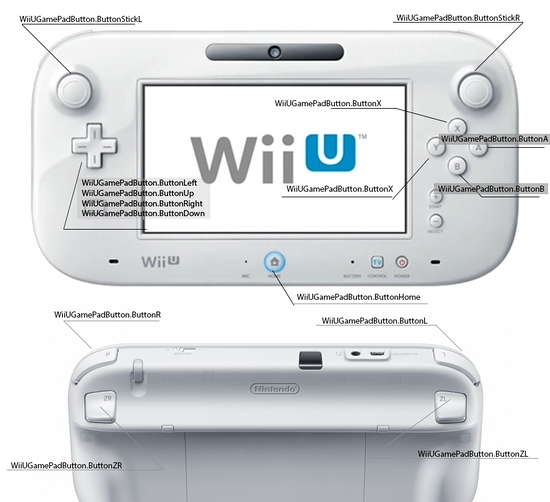 WiiUGamePadButton.ButtonStickL
WiiUGamePadButton.ButtonStickR
WiiUGamePadButton.ButtonX
X
WiiUGamePadButton.ButtonA
Y
A
Wii U™
B
WiiUGamePadButton.ButtonLeft
WiiUGamePadButton.ButtonUp
WiiUGamePadButton.ButtonRight
WiiUGamePadButton.ButtonDown
WiiUGamePadButton.ButtonX
WiiUGamePadButton.ButtonB
START
SELECT
Wii U
TV
MIC
HOME
BATTERY
CONTROL
POWER
WiiUGamePadButton.ButtonHome
WiiUGamePadButton.ButtonR
WiiUGamePadButton.ButtonL
Nintendo
ZR
ZL
WiiUGamePadButton.ButtonZR
WiiUGamePadButton.ButtonZL